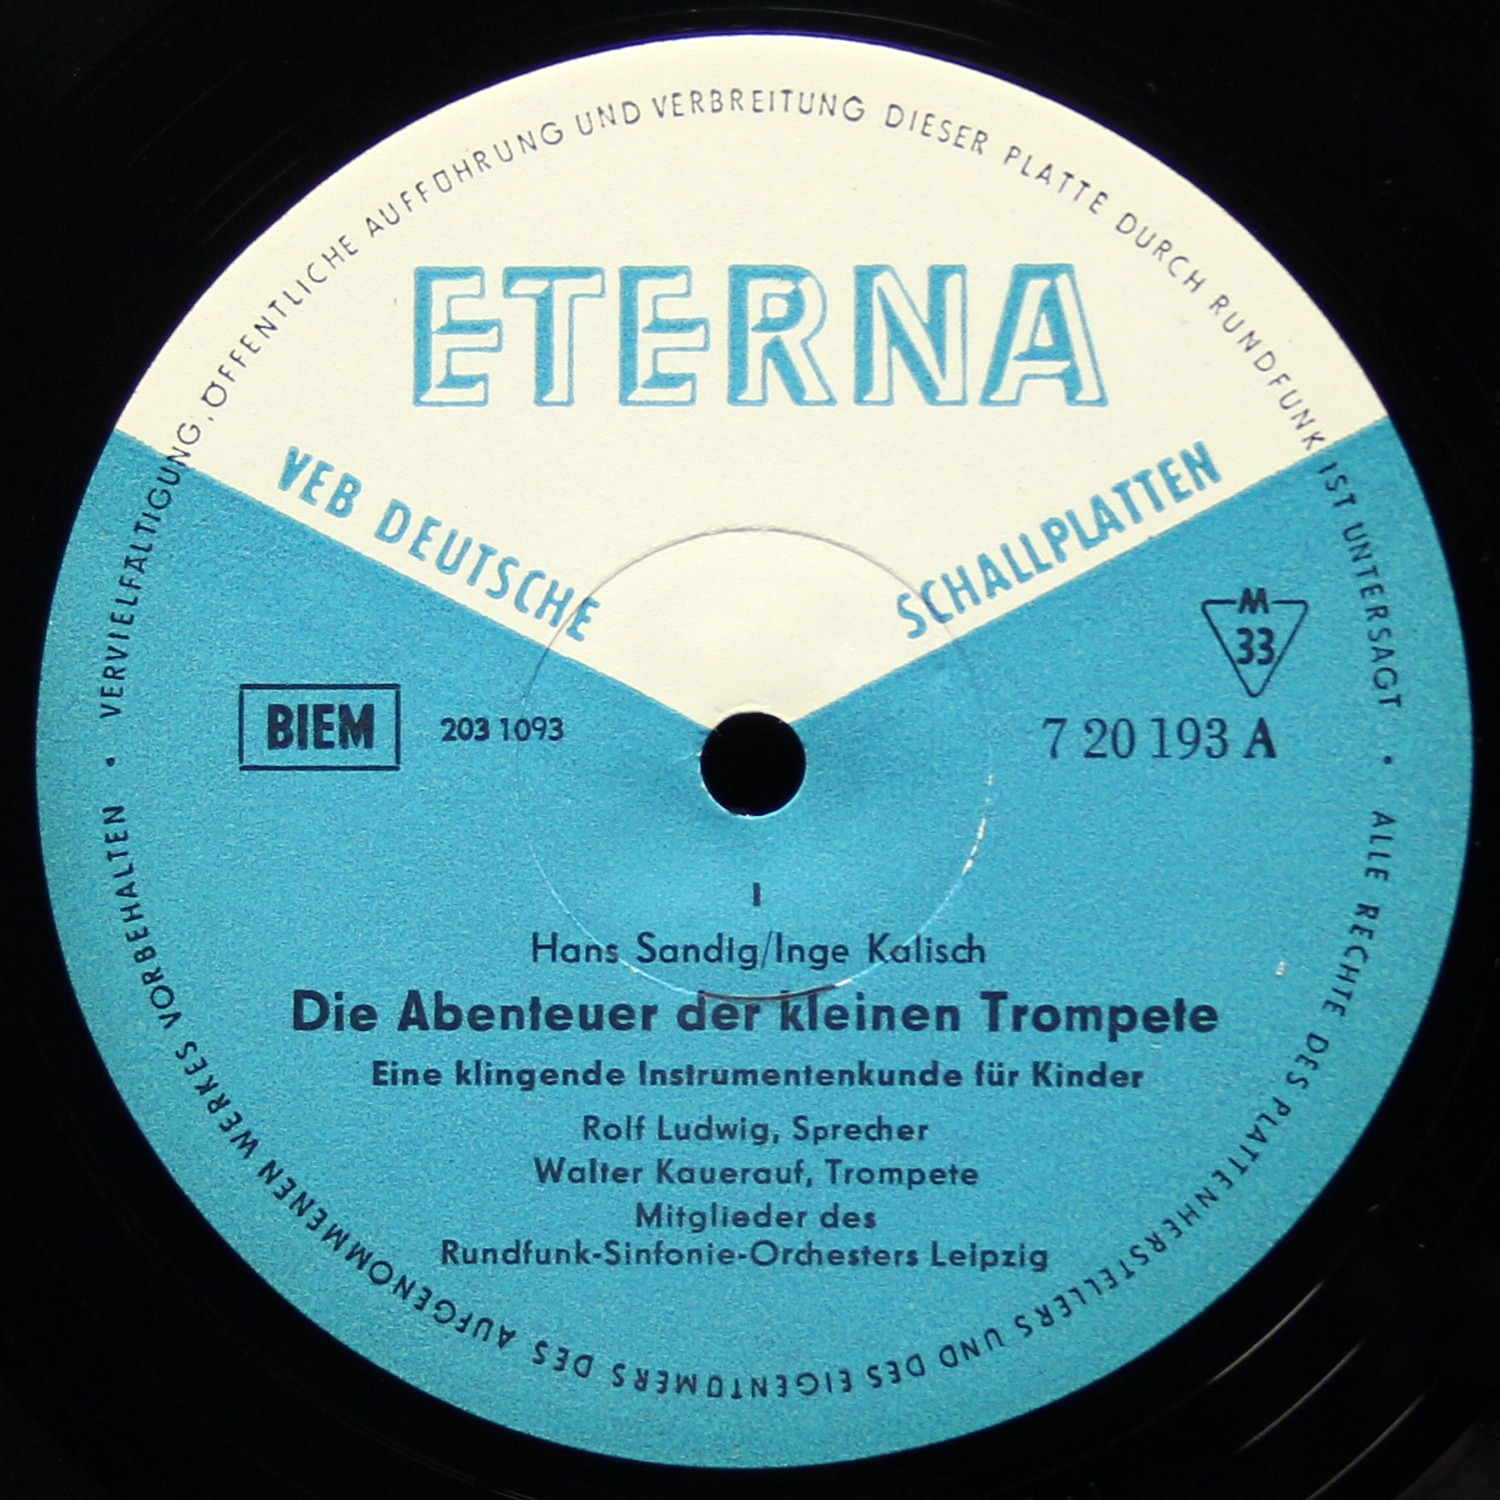 VERVIELFÄLTIGUNG, ÖFFENTLICHE AUFFÜHRUNG UND VERBREITUNG DIESER PLATTE DURCH RUNDFUNK IST UNTERSAGT •
ETERNA
VEB DEUTSCHE SCHALLPLATTEN
M
33
BIEM
203 1093
7 20 193 A
I
Hans Sandig/Inge Kalisch
Die Abenteuer der kleinen Trompete
Eine klingende Instrumentenkunde für Kinder
Rolf Ludwig, Sprecher
Walter Kauerauf, Trompete
Mitglieder des
Rundfunk-Sinfonie-Orchesters Leipzig
ALLE RECHTE DES PLATTENHERSTELLERS UND DES EIGENTÜMERS DES AUFGENOMMENEN WERKES VORBEHALTEN •